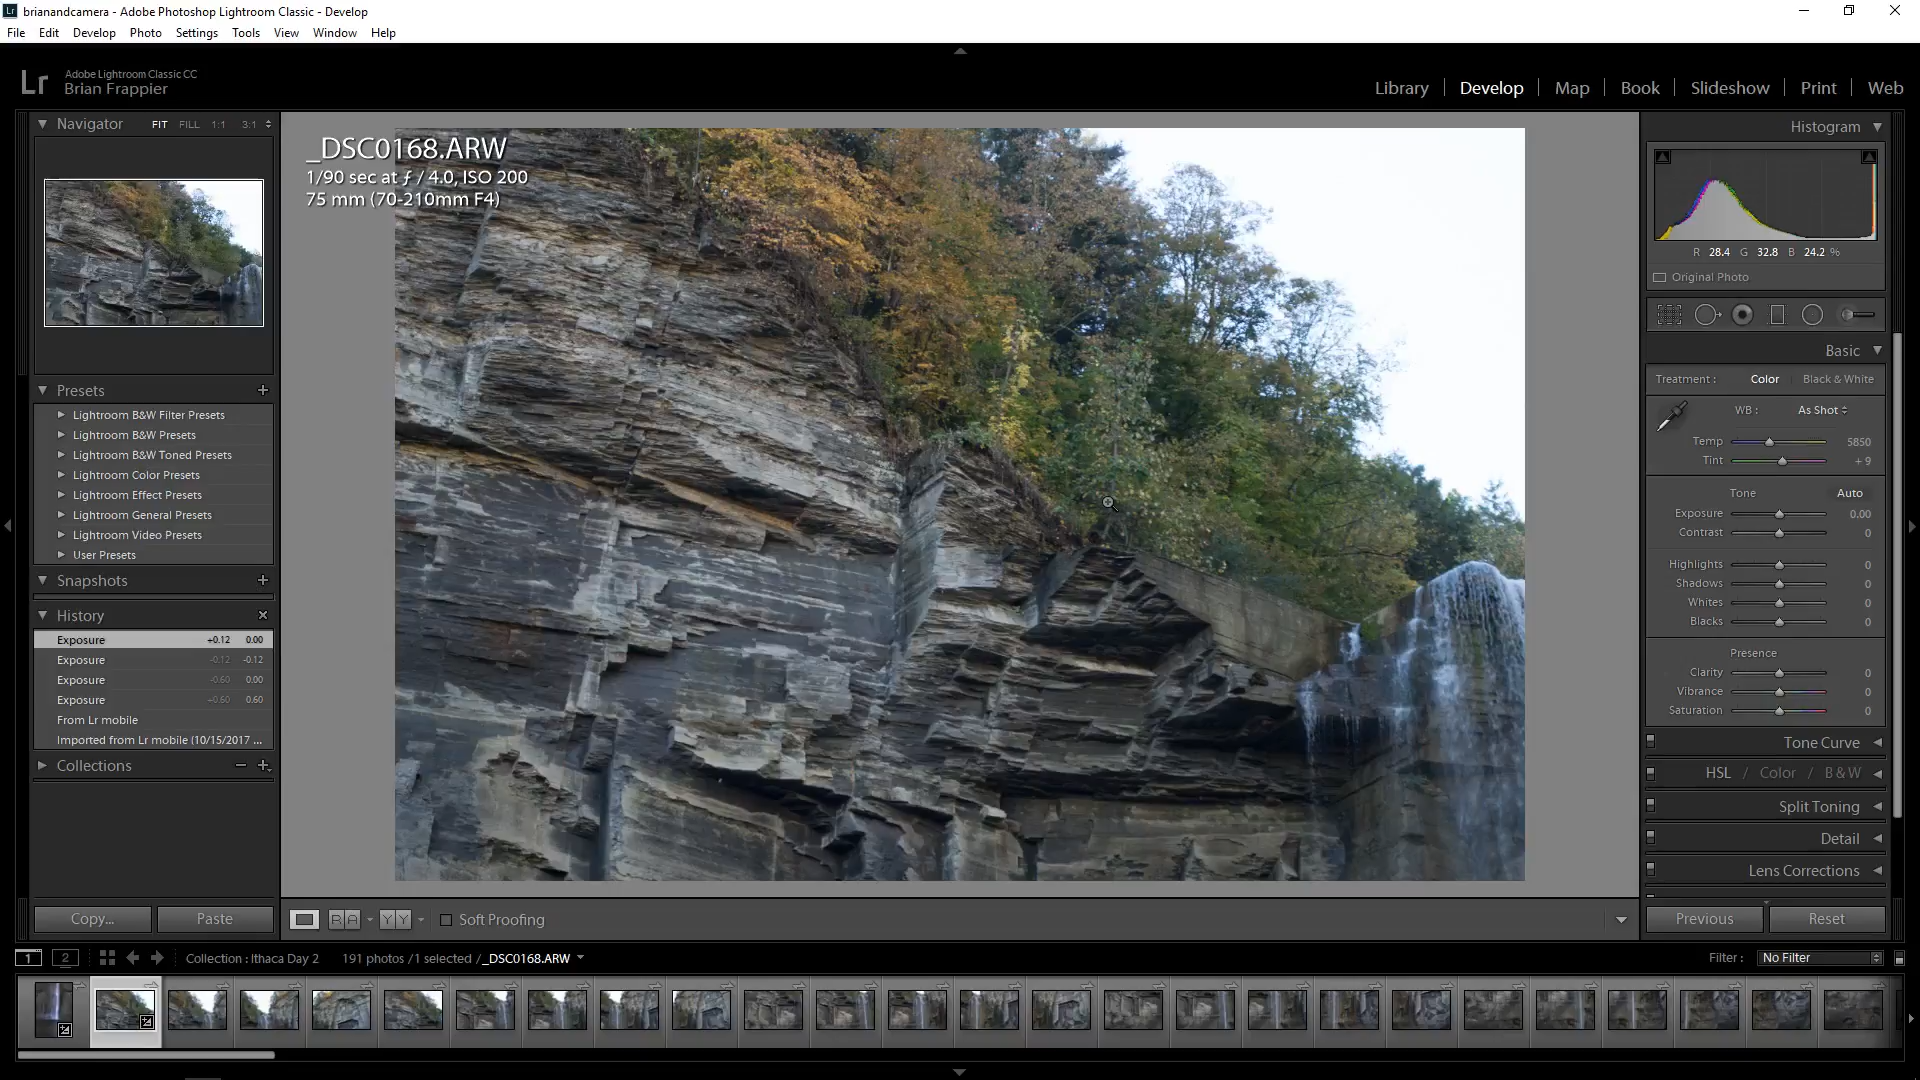 Lr brianandcamera - Adobe Photoshop Lightroom Classic - Develop
File Edit Develop Photo Settings Tools View Window Help
Lr Adobe Lightroom Classic CC
Brian Frappier
Library Develop Map Book Slideshow Print Web
Navigator FIT FILL 1:1 3:1
Presets
Lightroom B&W Filter Presets
Lightroom B&W Presets
Lightroom B&W Toned Presets
Lightroom Color Presets
Lightroom Effect Presets
Lightroom General Presets
Lightroom Video Presets
User Presets
Snapshots
History
Exposure +0.12 0.00
Exposure -0.12 -0.12
Exposure -0.60 0.00
Exposure +0.60 0.60
From Lr mobile
Imported from Lr mobile (10/15/2017 ...
Collections
Copy... Paste
_DSC0168.ARW
1/90 sec at ƒ / 4.0, ISO 200
75 mm (70-210mm F4)
R A Y Y Soft Proofing
Histogram
R 28.4 G 32.8 B 24.2 %
Original Photo
Basic
Treatment : Color Black & White
WB : As Shot
Temp 5850
Tint + 9
Tone Auto
Exposure 0.00
Contrast 0
Highlights 0
Shadows 0
Whites 0
Blacks 0
Presence
Clarity 0
Vibrance 0
Saturation 0
Tone Curve
HSL / Color / B & W
Split Toning
Detail
Lens Corrections
Previous Reset
1 2 Collection : Ithaca Day 2 191 photos /1 selected /_DSC0168.ARW Filter : No Filter